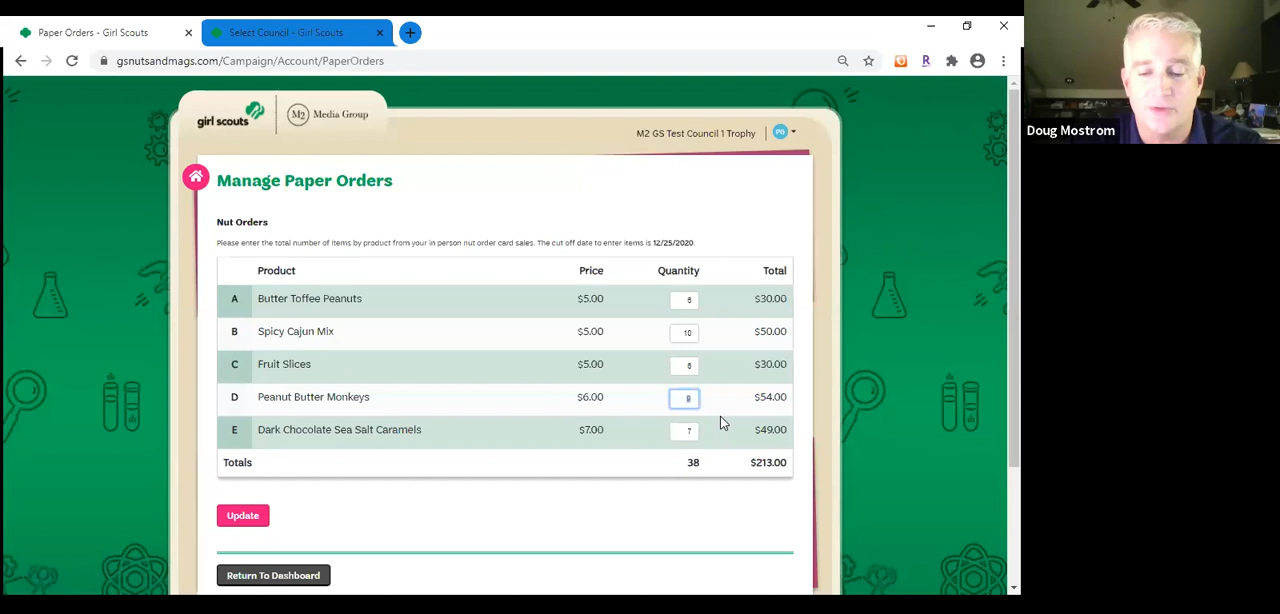 Paper Orders - Girl Scouts
Select Council - Girl Scouts
gsnutsandmags.com/Campaign/Account/PaperOrders
R
girl scouts
M2 Media Group
M2 GS Test Council 1 Trophy
PB
Doug Mostrom
Manage Paper Orders
Nut Orders
Please enter the total number of items by product from your in person nut order card sales. The cut off date to enter items is 12/25/2020.
Product Price Quantity Total
A Butter Toffee Peanuts $5.00 6 $30.00
B Spicy Cajun Mix $5.00 10 $50.00
C Fruit Slices $5.00 6 $30.00
D Peanut Butter Monkeys $6.00 9 $54.00
E Dark Chocolate Sea Salt Caramels $7.00 7 $49.00
Totals 38 $213.00
Update
Return To Dashboard